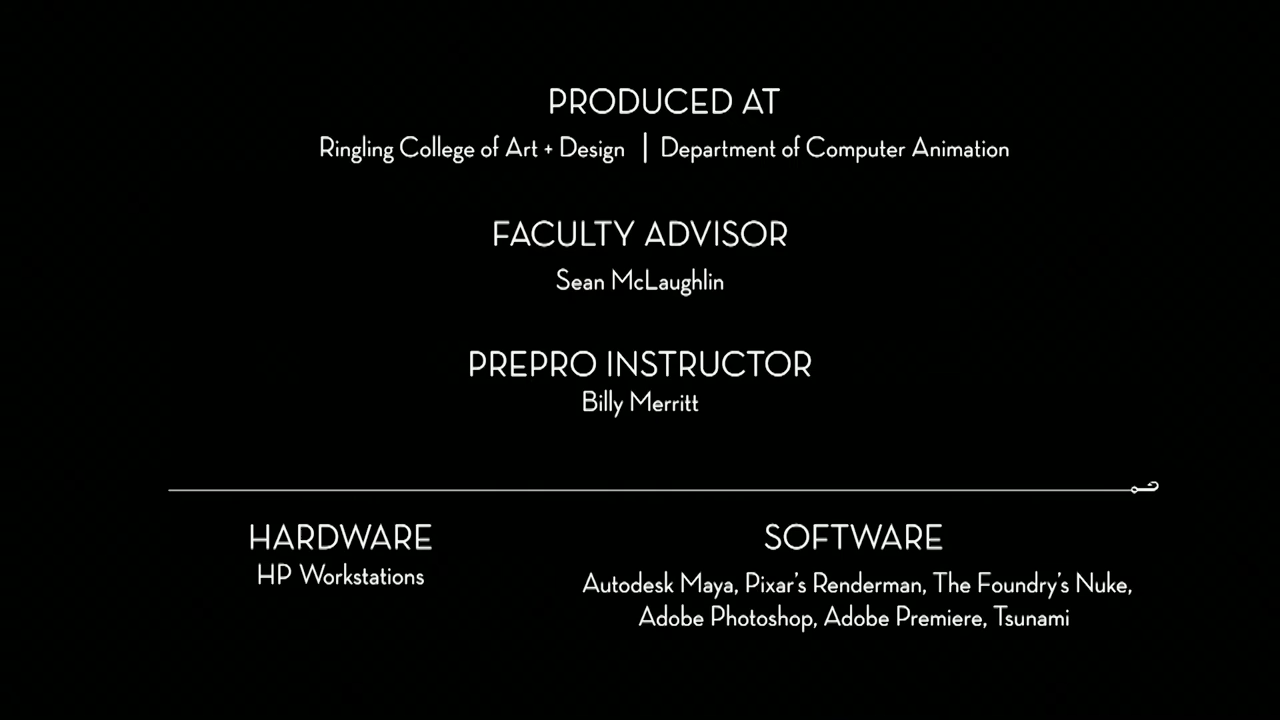 PRODUCED AT
Ringling College of Art + Design | Department of Computer Animation
FACULTY ADVISOR
Sean McLaughlin
PREPRO INSTRUCTOR
Billy Merritt
HARDWARE
HP Workstations
SOFTWARE
Autodesk Maya, Pixar's Renderman, The Foundry's Nuke,
Adobe Photoshop, Adobe Premiere, Tsunami